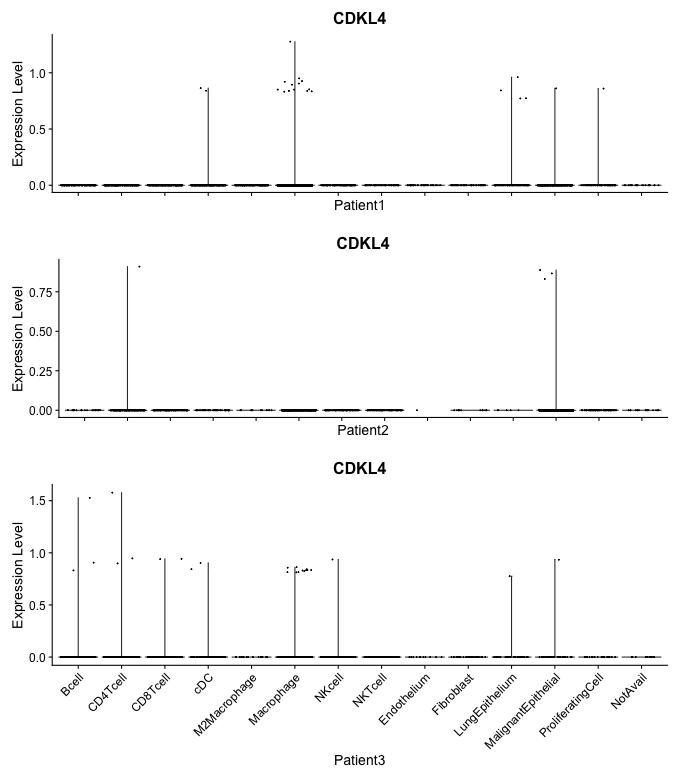 CDKL4
Expression Level
1.0
0.5
0.0
Patient1
CDKL4
Expression Level
0.75
0.50
0.25
0.00
Patient2
CDKL4
Expression Level
1.5
1.0
0.5
0.0
Bcell
CD4Tcell
CD8Tcell
cDC
M2Macrophage
Macrophage
NKcell
NKTcell
Endothelium
Fibroblast
LungEpithelium
MalignantEpithelial
ProliferatingCell
NotAvail
Patient3